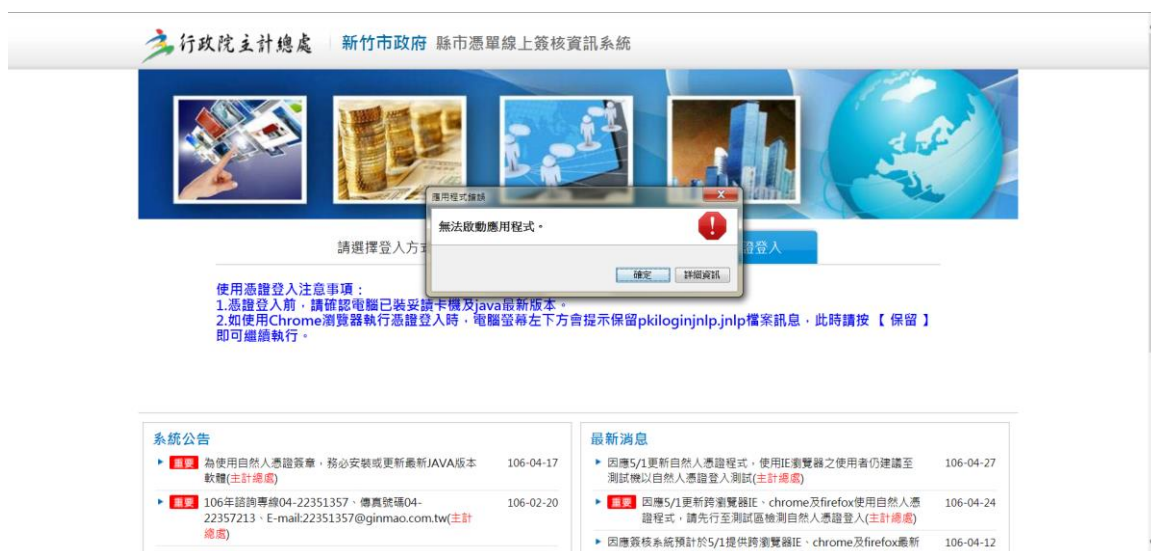 行政院主計總處 新竹市政府 縣市憑單線上簽核資訊系統
應用程式錯誤
無法啟動應用程式。
確定 詳細資訊
請選擇登入方式
證登入
使用憑證登入注意事項：
1.憑證登入前，請確認電腦已裝妥讀卡機及java最新版本。
2.如使用Chrome瀏覽器執行憑證登入時，電腦螢幕左下方會提示保留pkiloginjnlp.jnlp檔案訊息，此時請按【 保留 】
即可繼續執行。
系統公告
重要 為使用自然人憑證簽章，務必安裝或更新最新JAVA版本 106-04-17
軟體(主計總處)
重要 106年諮詢專線04-22351357、傳真號碼04- 106-02-20
22357213、E-mail:22351357@ginmao.com.tw(主計
總處)
最新消息
因應5/1更新自然人憑證程式，使用IE瀏覽器之使用者仍建議至 106-04-27
測試機以自然人憑證登入測試(主計總處)
重要 因應5/1更新跨瀏覽器IE、chrome及firefox使用自然人憑 106-04-24
證程式，請先行至測試區檢測自然人憑證登入(主計總處)
因應簽核系統預計於5/1提供跨瀏覽器IE、chrome及firefox最新 106-04-12